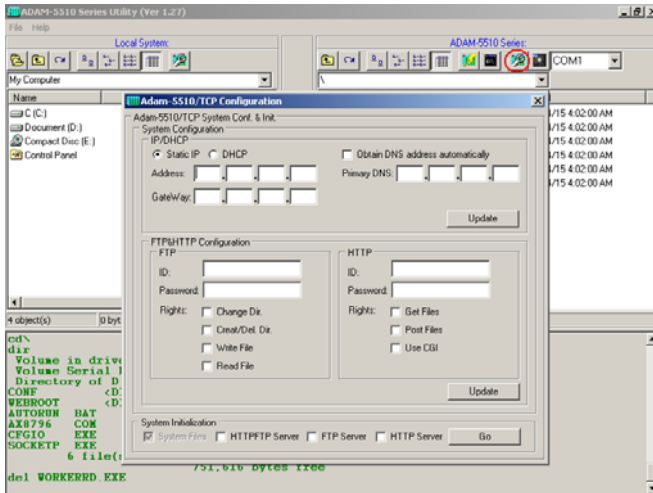 ADAM-5510 Series Utility (Ver 1.27)
File Help
Local System:
ADAM-5510 Series:
COM1
My Computer
\
Name
C (C:)
Document (D:)
Compact Disc (E:)
Control Panel
/15 4:02:00 AM
/15 4:02:00 AM
/15 4:02:00 AM
/15 4:02:00 AM
/15 4:02:00 AM
/15 4:02:00 AM
4 object(s) 0 byt
Adam-5510/TCP Configuration
Adam-5510/TCP System Conf. & Init.
System Configuration
IP/DHCP
Static IP DHCP
Obtain DNS address automatically
Address: . . .
Primary DNS: . . .
GateWay: . . .
Update
FTP&HTTP Configuration
FTP
HTTP
ID:
ID:
Password:
Password:
Rights: Change Dir.
Rights: Get Files
Creat/Del. Dir.
Post Files
Write File
Use CGI
Read File
Update
System Initialization
System Files HTTPFTP Server FTP Server HTTP Server Go
cd\
dir
Volume in drive
Volume Serial
Directory of D
CONF <D
WEBROOT <D
AUTORUN BAT
AX8796 COM
CFGIO EXE
SOCKETP EXE
6 file(s
751,616 bytes free
del WORKERRD.EXE